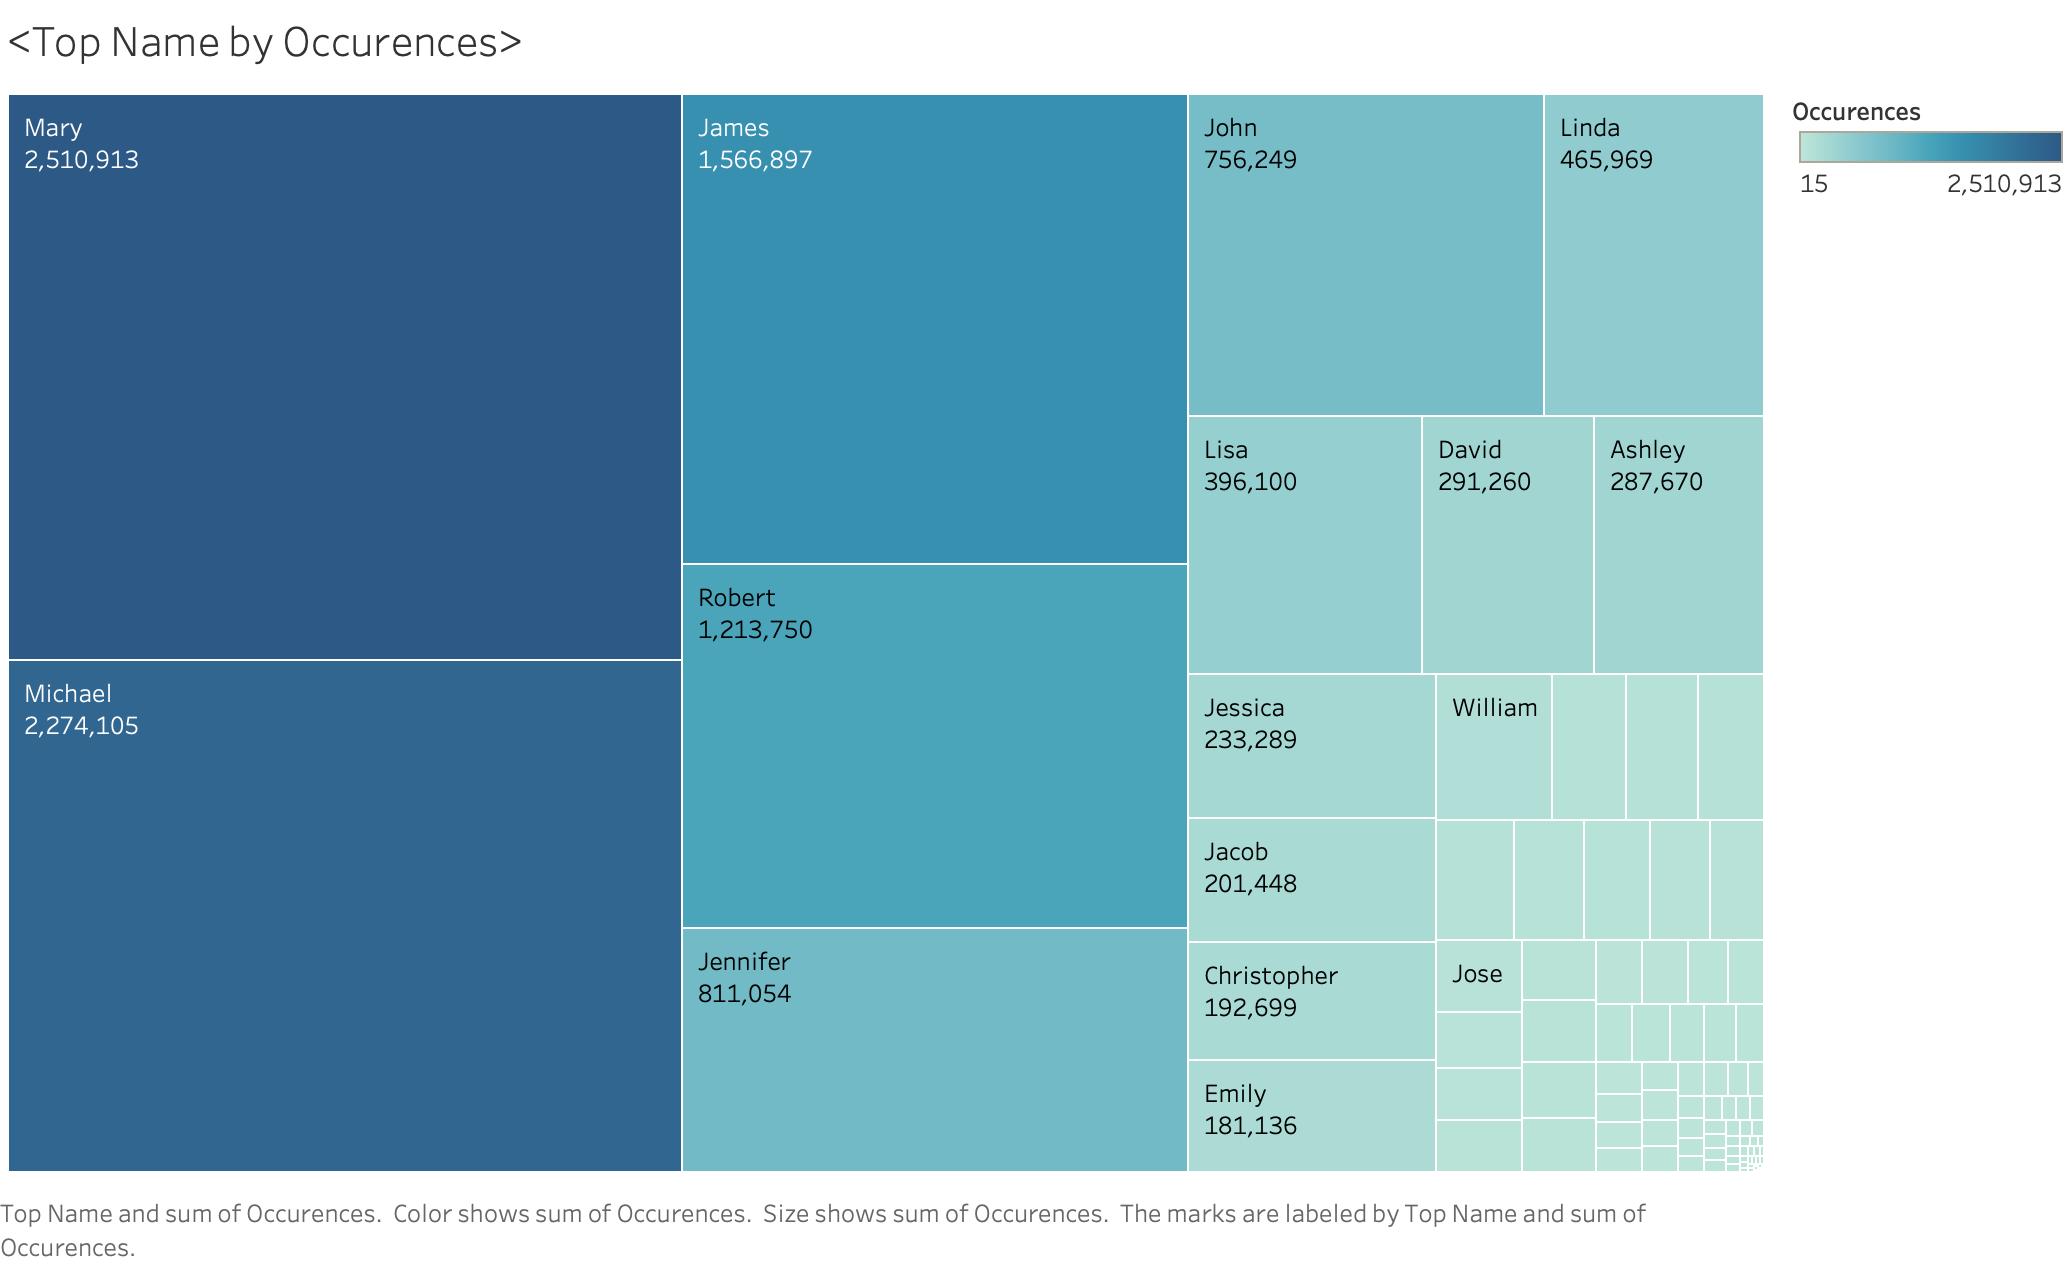 <Top Name by Occurences>
Mary
2,510,913
James
1,566,897
John
756,249
Linda
465,969
Occurences
15 2,510,913
Lisa
396,100
David
291,260
Ashley
287,670
Robert
1,213,750
Michael
2,274,105
Jessica
233,289
William
Jacob
201,448
Jennifer
811,054
Christopher
192,699
Jose
Emily
181,136
Top Name and sum of Occurences.  Color shows sum of Occurences.  Size shows sum of Occurences.  The marks are labeled by Top Name and sum of
Occurences.